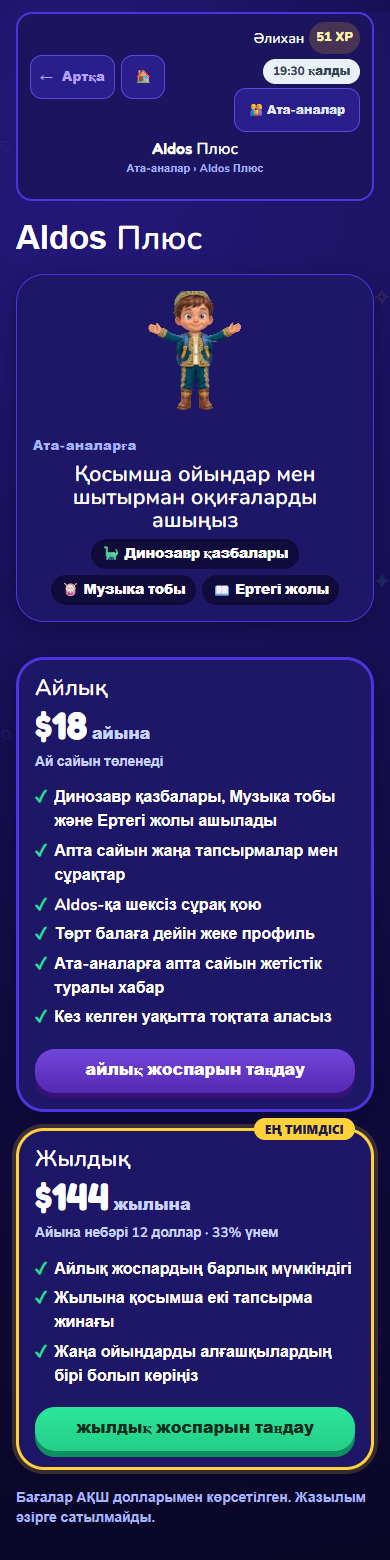 Әлихан 51 XP
← Артқа
19:30 қалды
Ата-аналар
Aldos Плюс
Ата-аналар › Aldos Плюс
Aldos Плюс
Ата-аналарға
Қосымша ойындар мен
шытырман оқиғаларды
ашыңыз
Динозавр қазбалары
Музыка тобы
Ертегі жолы
Айлық
$18 айына
Ай сайын төленеді
✓ Динозавр қазбалары, Музыка тобы
және Ертегі жолы ашылады
✓ Апта сайын жаңа тапсырмалар мен
сұрақтар
✓ Aldos-қа шексіз сұрақ қою
✓ Төрт балаға дейін жеке профиль
✓ Ата-аналарға апта сайын жетістік
туралы хабар
✓ Кез келген уақытта тоқтата аласыз
айлық жоспарын таңдау
ЕҢ ТИІМДІСІ
Жылдық
$144 жылына
Айына небәрі 12 доллар · 33% үнем
✓ Айлық жоспардың барлық мүмкіндігі
✓ Жылына қосымша екі тапсырма
жинағы
✓ Жаңа ойындарды алғашқылардың
бірі болып көріңіз
жылдық жоспарын таңдау
Бағалар АҚШ долларымен көрсетілген. Жазылым
әзірге сатылмайды.